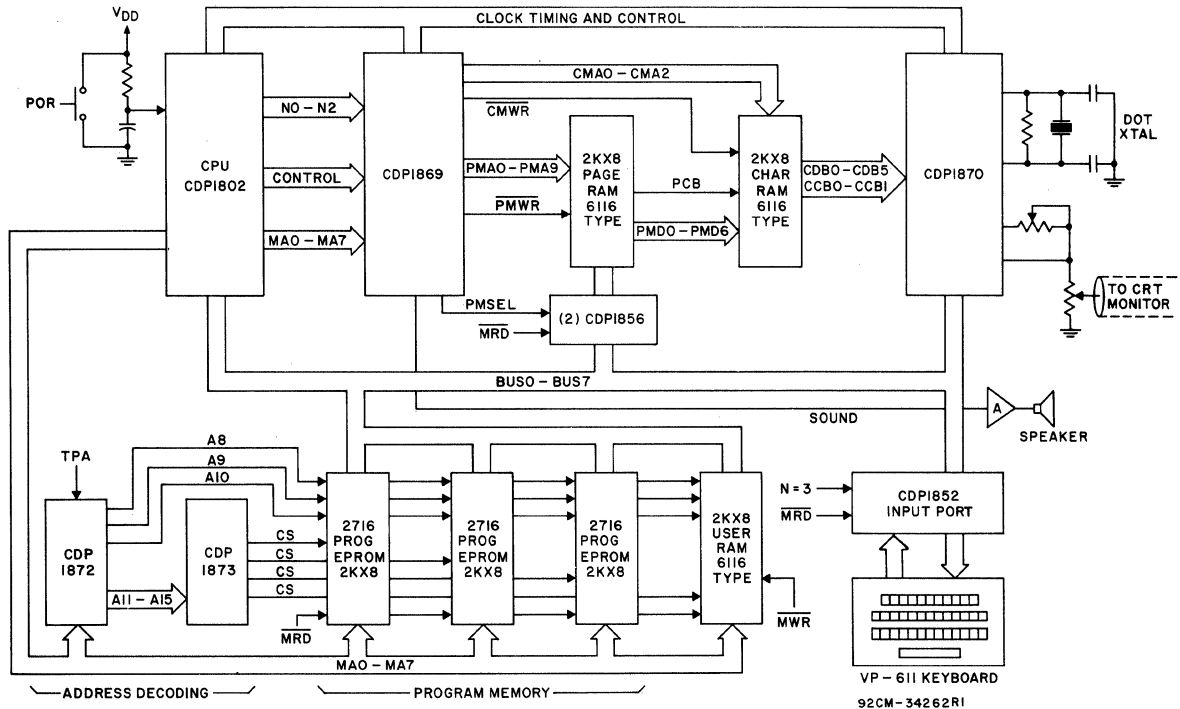 CLOCK TIMING AND CONTROL
VDD
POR
CPU
CDP1802
N0-N2
CONTROL
MA0-MA7
CDP1869
CMA0-CMA2
CMWR
PMA0-PMA9
PMWR
2KX8
PAGE
RAM
6116
TYPE
PCB
PMD0-PMD6
2KX8
CHAR
RAM
6116
TYPE
CDB0-CDB5
CCB0-CCB1
CDP1870
DOT
XTAL
TO CRT
MONITOR
PMSEL
MRD
(2) CDP1856
BUS0-BUS7
SOUND
A
SPEAKER
TPA
A8
A9
A10
CDP
1872
A11-A15
CDP
1873
CS
CS
CS
CS
MRD
2716
PROG
EPROM
2KX8
2716
PROG
EPROM
2KX8
2716
PROG
EPROM
2KX8
2KX8
USER
RAM
6116
TYPE
MWR
N=3
MRD
CDP1852
INPUT PORT
MA0-MA7
ADDRESS DECODING
PROGRAM MEMORY
VP-611 KEYBOARD
92CM-34262R1